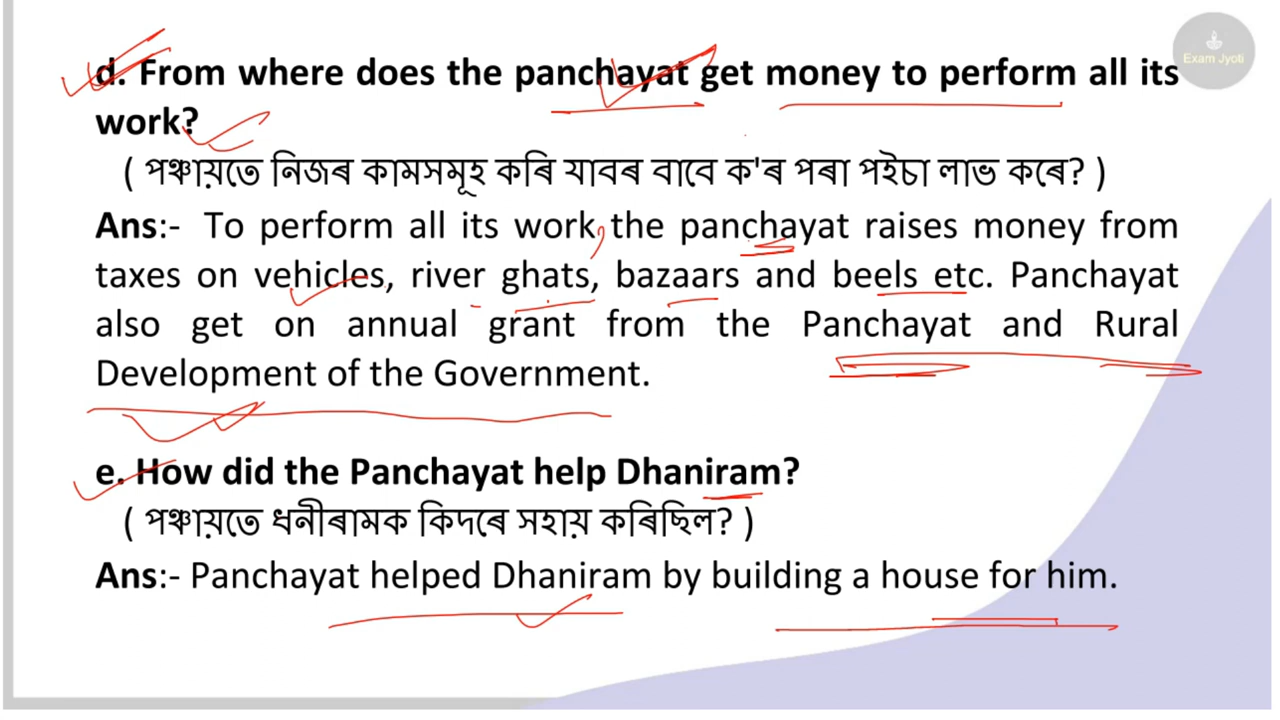 Exam Jyoti
d. From where does the panchayat get money to perform all its
work?
( পঞ্চায়তে নিজৰ কামসমূহ কৰি যাবৰ বাবে ক'ৰ পৰা পইচা লাভ কৰে? )
Ans:- To perform all its work, the panchayat raises money from
taxes on vehicles, river ghats, bazaars and beels etc. Panchayat
also get on annual grant from the Panchayat and Rural
Development of the Government.
e. How did the Panchayat help Dhaniram?
( পঞ্চায়তে ধনীৰামক কিদৰে সহায় কৰিছিল? )
Ans:- Panchayat helped Dhaniram by building a house for him.